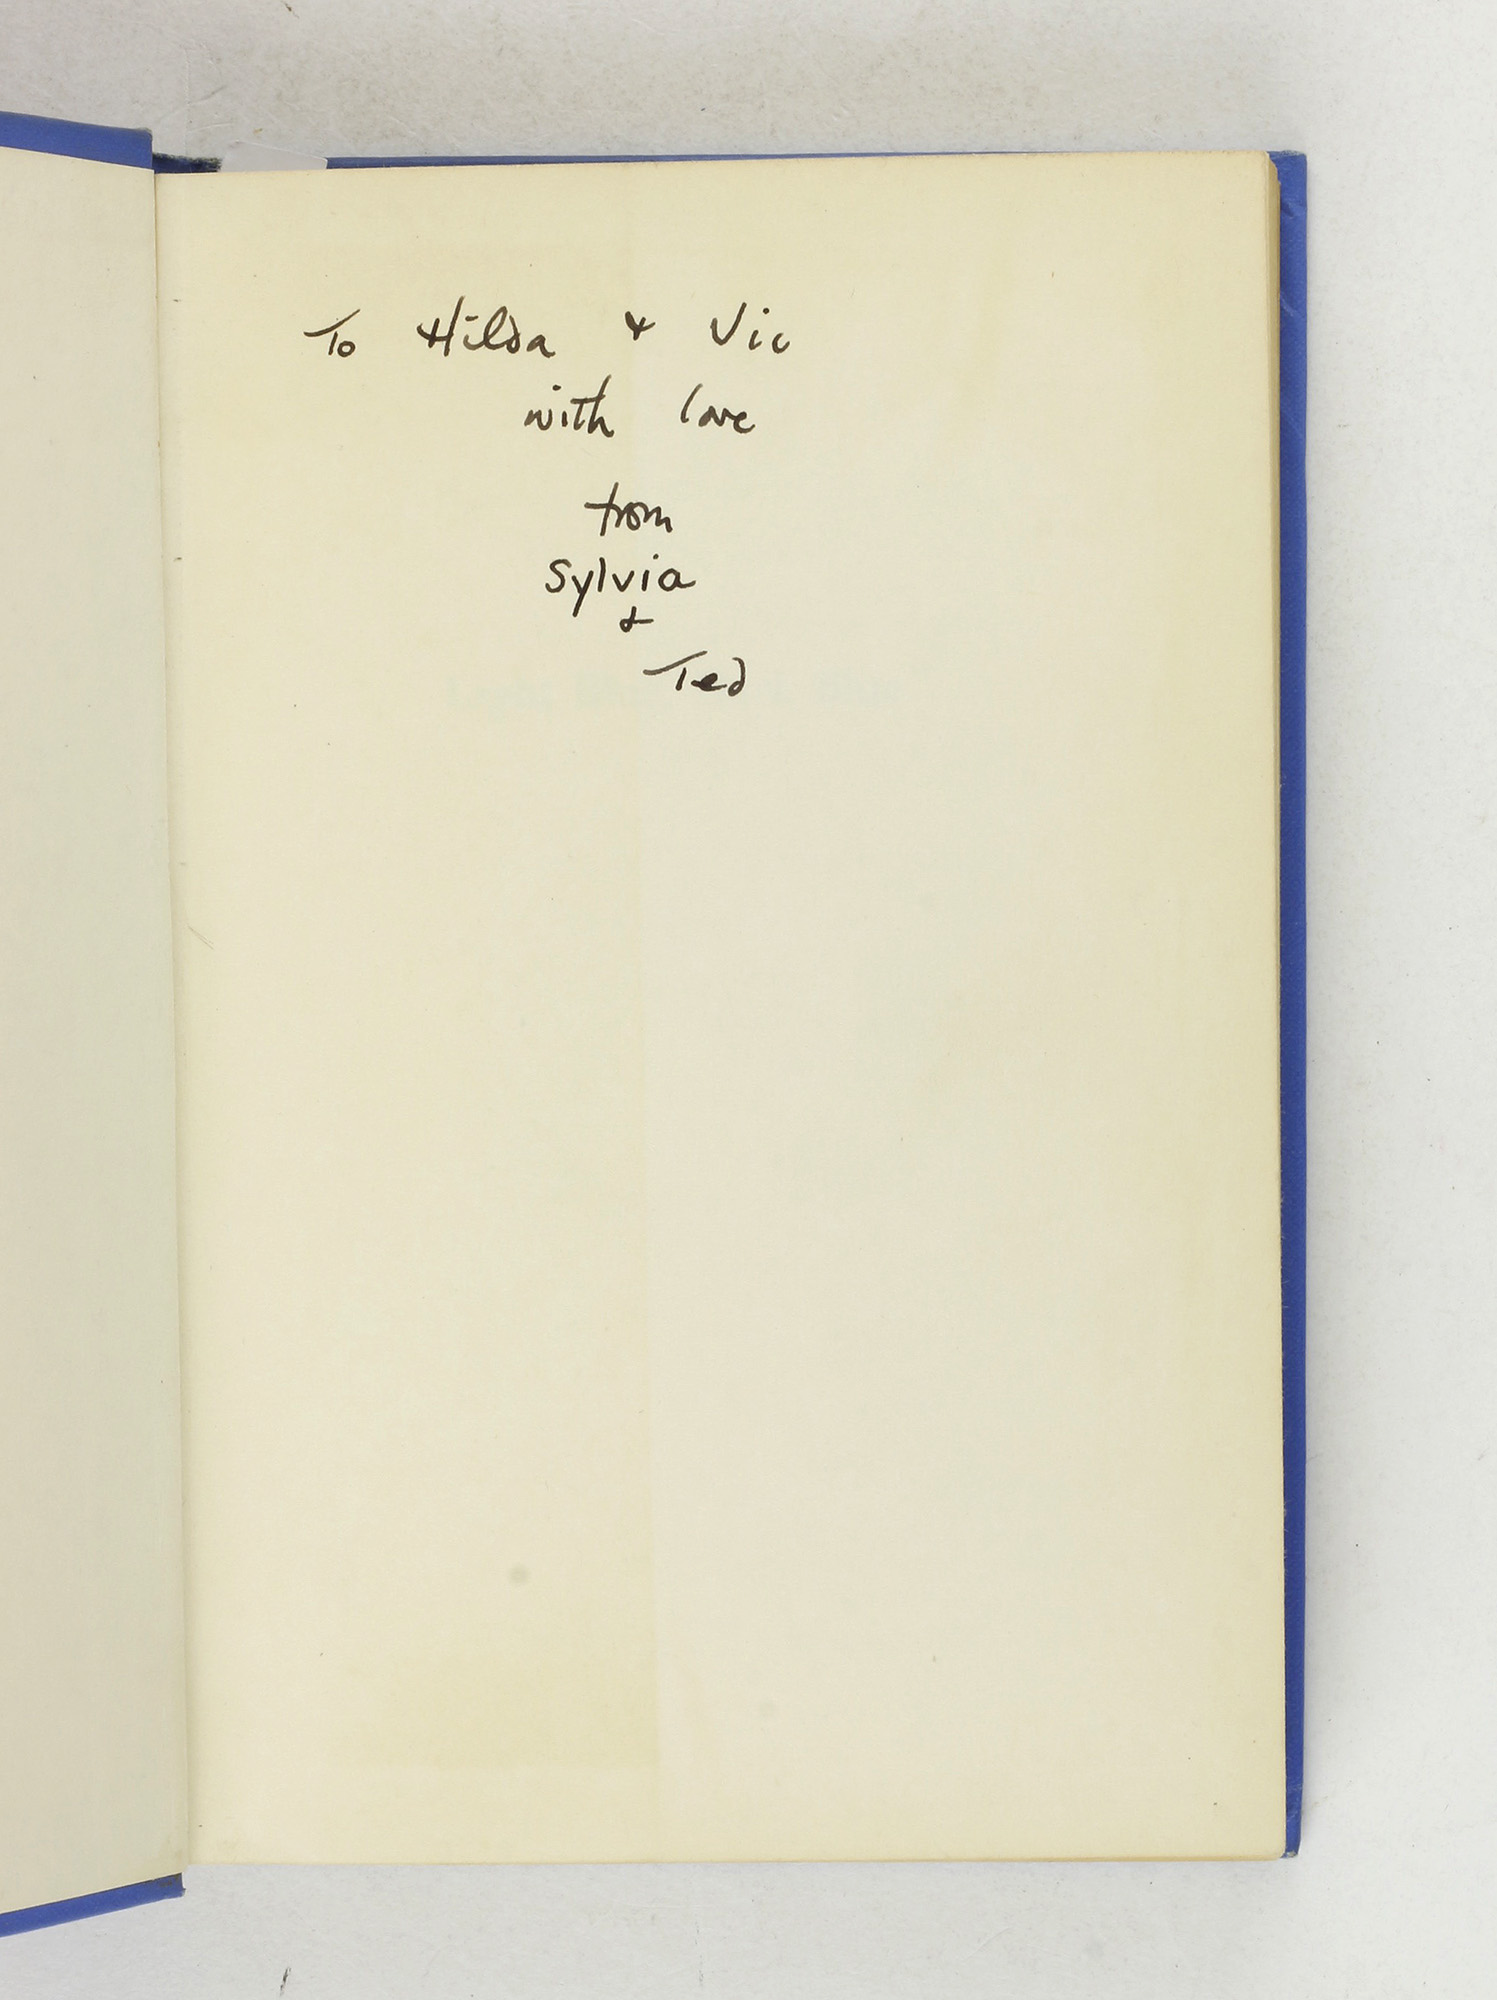 To Hilda & Vic
with love
from
Sylvia
&
Ted